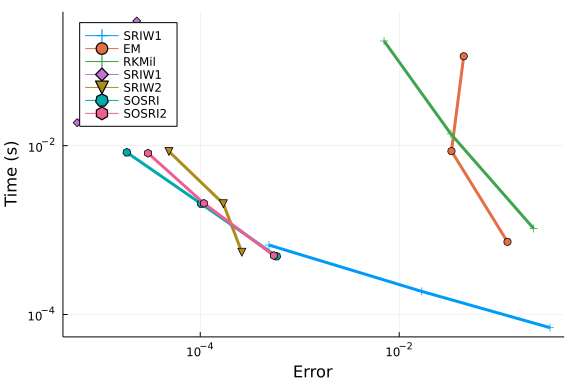 SRIW1
EM
RKMil
SRIW1
SRIW2
SOSRI
SOSRI2
Time (s)
10⁻²
10⁻⁴
10⁻⁴ 10⁻²
Error